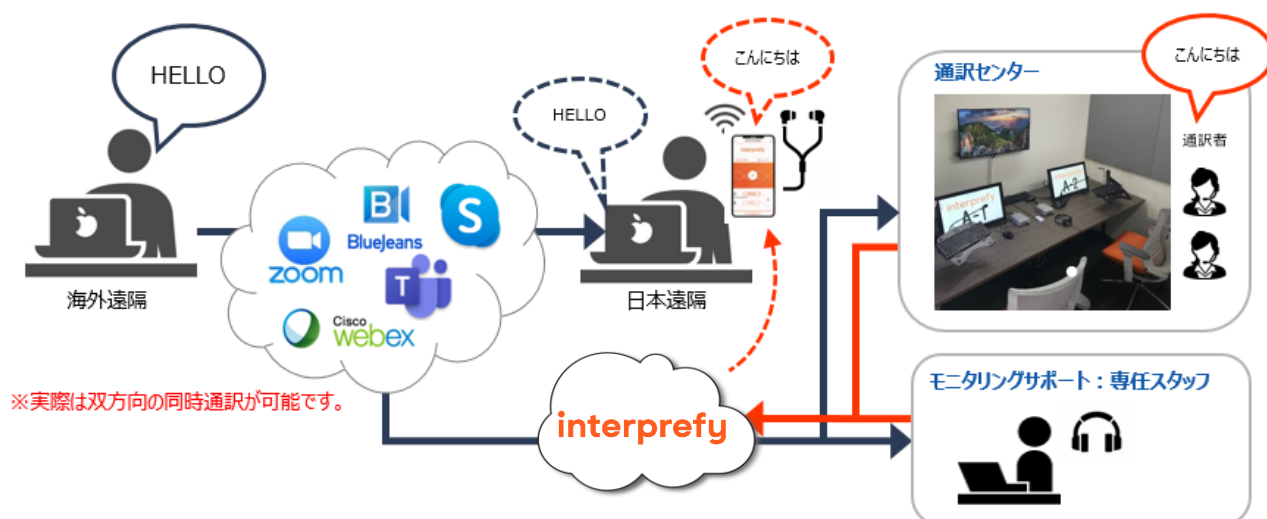 HELLO
HELLO
こんにちは
こんにちは
通訳センター
通訳者
interprefy
interprefy
A-1
A-2
B
BlueJeans
S
zoom
T
Cisco
webex
海外遠隔
日本遠隔
※実際は双方向の同時通訳が可能です。
interprefy
モニタリングサポート：専任スタッフ